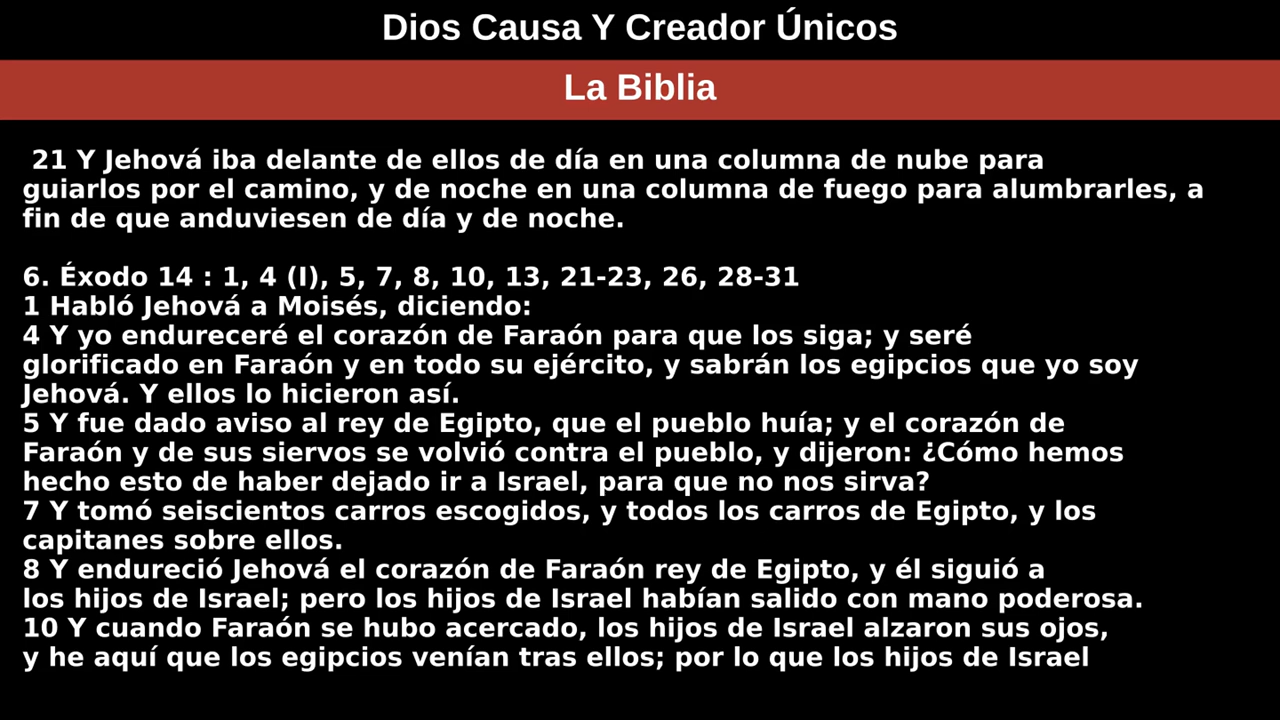 Dios Causa Y Creador Únicos
La Biblia
21 Y Jehová iba delante de ellos de día en una columna de nube para
guiarlos por el camino, y de noche en una columna de fuego para alumbrarles, a
fin de que anduviesen de día y de noche.
6. Éxodo 14 : 1, 4 (I), 5, 7, 8, 10, 13, 21-23, 26, 28-31
1 Habló Jehová a Moisés, diciendo:
4 Y yo endureceré el corazón de Faraón para que los siga; y seré
glorificado en Faraón y en todo su ejército, y sabrán los egipcios que yo soy
Jehová. Y ellos lo hicieron así.
5 Y fue dado aviso al rey de Egipto, que el pueblo huía; y el corazón de
Faraón y de sus siervos se volvió contra el pueblo, y dijeron: ¿Cómo hemos
hecho esto de haber dejado ir a Israel, para que no nos sirva?
7 Y tomó seiscientos carros escogidos, y todos los carros de Egipto, y los
capitanes sobre ellos.
8 Y endureció Jehová el corazón de Faraón rey de Egipto, y él siguió a
los hijos de Israel; pero los hijos de Israel habían salido con mano poderosa.
10 Y cuando Faraón se hubo acercado, los hijos de Israel alzaron sus ojos,
y he aquí que los egipcios venían tras ellos; por lo que los hijos de Israel